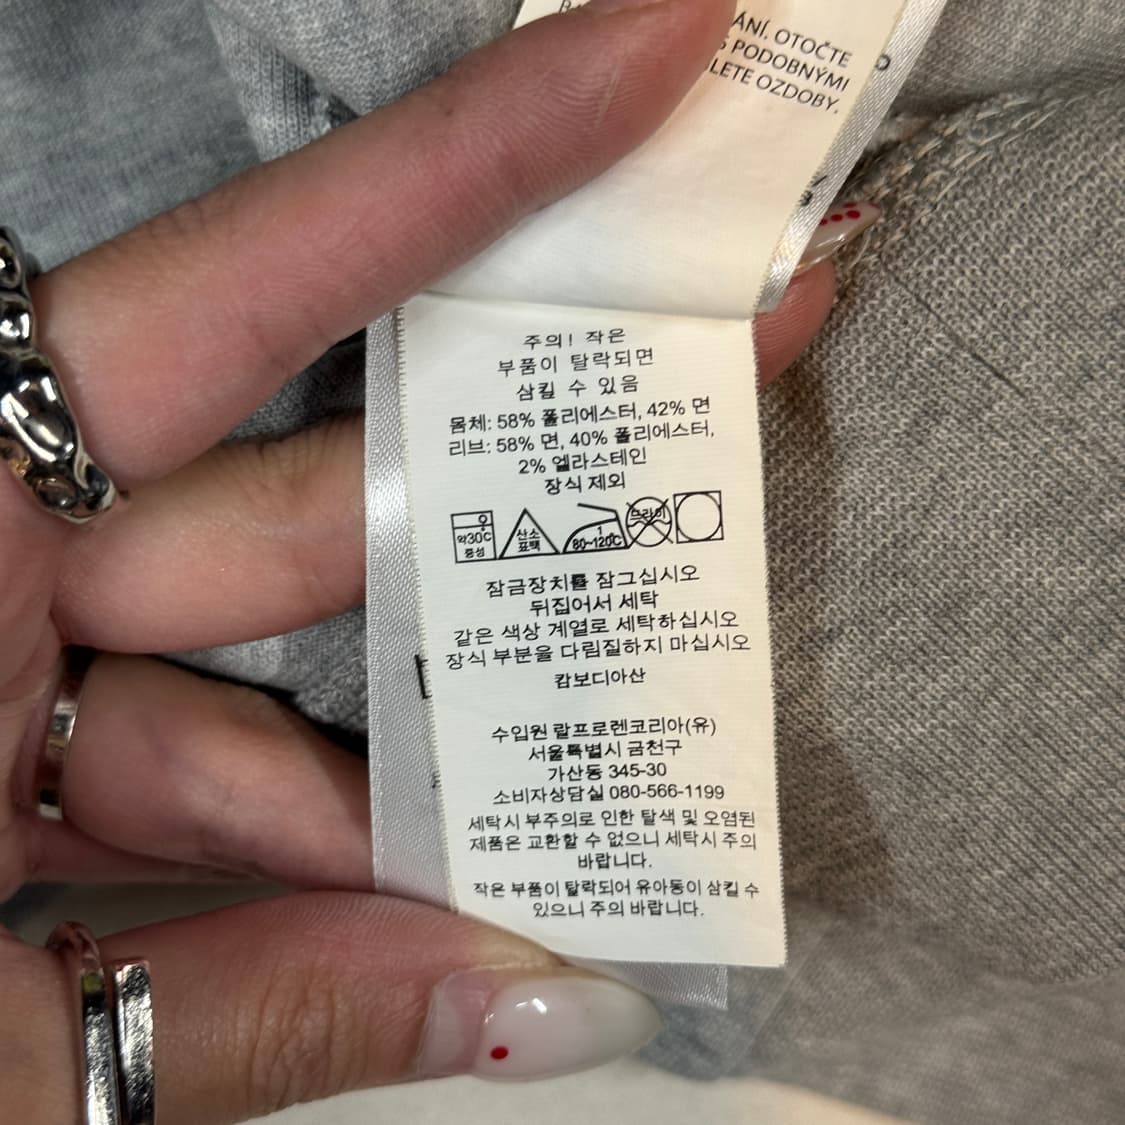 ÁNÍ, OTOČTE
PODOBNÝMI
LETE OZDOBY.
주의! 작은
부품이 탈락되면
삼킬 수 있음
몸체: 58% 폴리에스터, 42% 면
리브: 58% 면, 40% 폴리에스터,
2% 엘라스테인
장식 제외
약30℃
중성
산소
표백
1
80~120℃
드라이
잠금장치를 잠그십시오
뒤집어서 세탁
같은 색상 계열로 세탁하십시오
장식 부분을 다림질하지 마십시오
캄보디아산
수입원 랄프로렌코리아(유)
서울특별시 금천구
가산동 345-30
소비자상담실 080-566-1199
세탁시 부주의로 인한 탈색 및 오염된
제품은 교환할 수 없으니 세탁시 주의
바랍니다.
작은 부품이 탈락되어 유아동이 삼킬 수
있으니 주의 바랍니다.